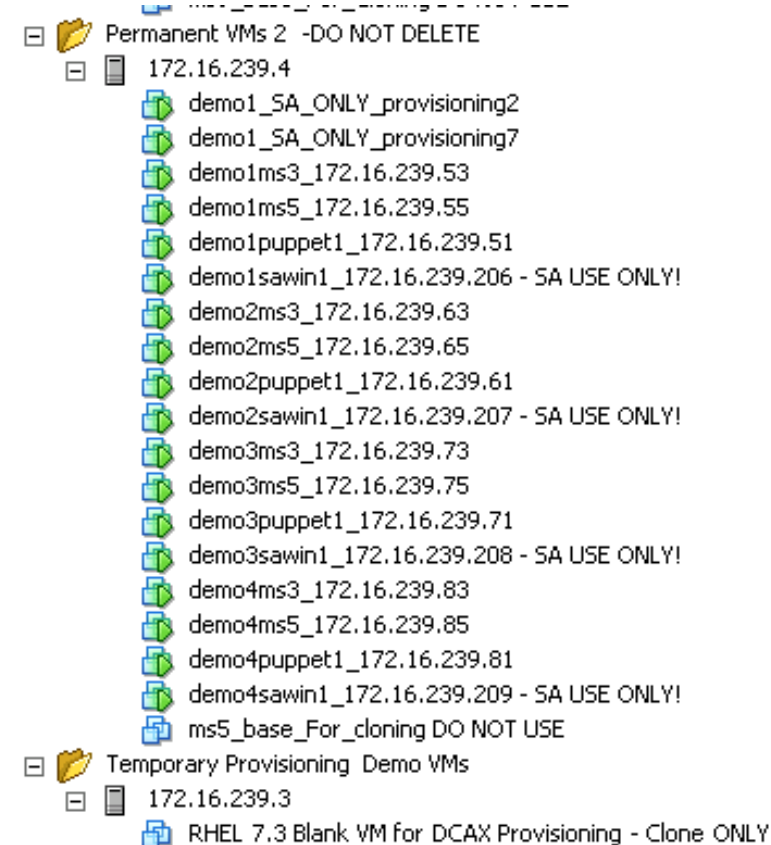 Permanent VMs 2 -DO NOT DELETE
172.16.239.4
demo1_SA_ONLY_provisioning2
demo1_SA_ONLY_provisioning7
demo1ms3_172.16.239.53
demo1ms5_172.16.239.55
demo1puppet1_172.16.239.51
demo1sawin1_172.16.239.206 - SA USE ONLY!
demo2ms3_172.16.239.63
demo2ms5_172.16.239.65
demo2puppet1_172.16.239.61
demo2sawin1_172.16.239.207 - SA USE ONLY!
demo3ms3_172.16.239.73
demo3ms5_172.16.239.75
demo3puppet1_172.16.239.71
demo3sawin1_172.16.239.208 - SA USE ONLY!
demo4ms3_172.16.239.83
demo4ms5_172.16.239.85
demo4puppet1_172.16.239.81
demo4sawin1_172.16.239.209 - SA USE ONLY!
ms5_base_For_cloning DO NOT USE
Temporary Provisioning Demo VMs
172.16.239.3
RHEL 7.3 Blank VM for DCAX Provisioning - Clone ONLY